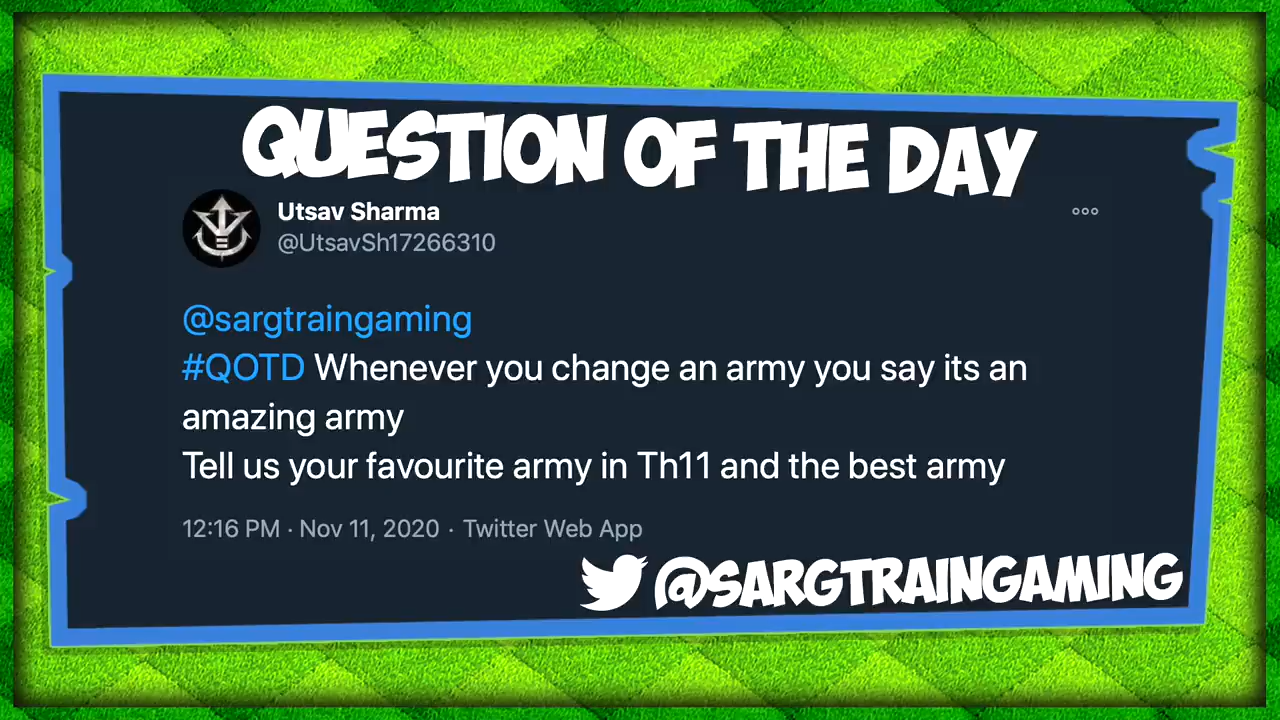 QUESTION OF THE DAY
Utsav Sharma
@UtsavSh17266310
@sargtraingaming
#QOTD Whenever you change an army you say its an
amazing army
Tell us your favourite army in Th11 and the best army
12:16 PM · Nov 11, 2020 · Twitter Web App
@SARGTRAINGAMING